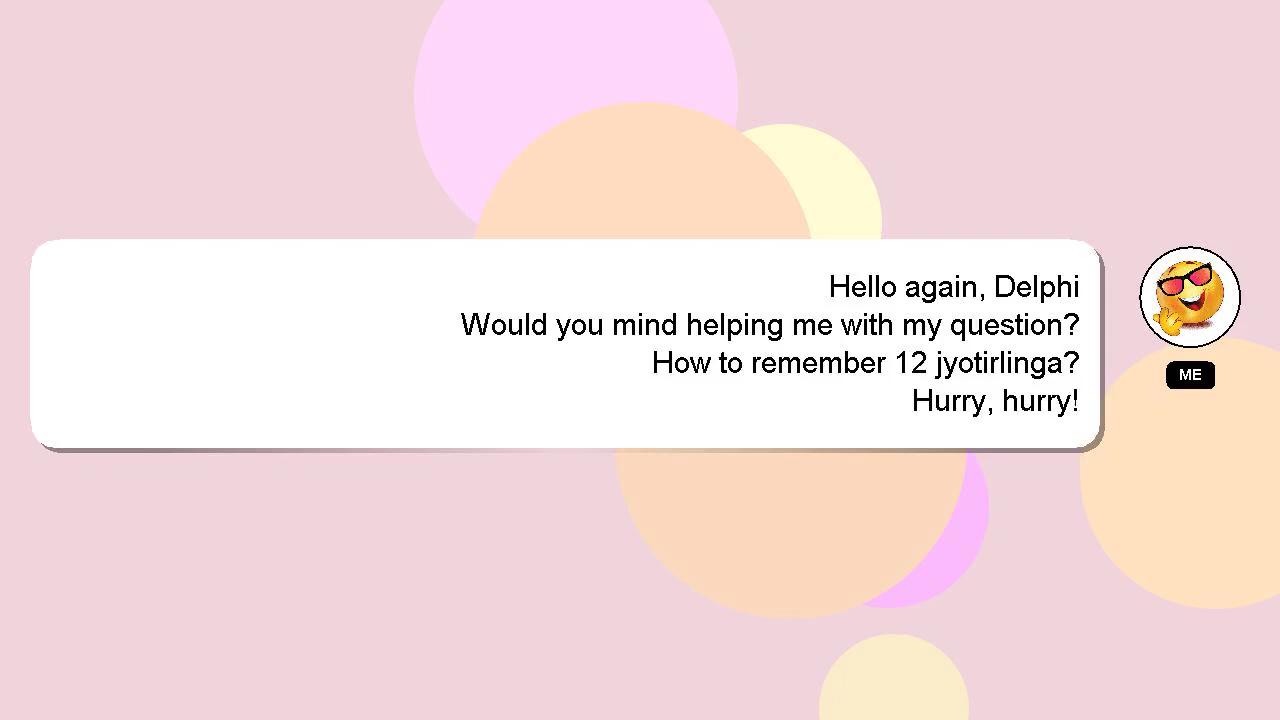 Hello again, Delphi
Would you mind helping me with my question?
How to remember 12 jyotirlinga?
Hurry, hurry!
ME